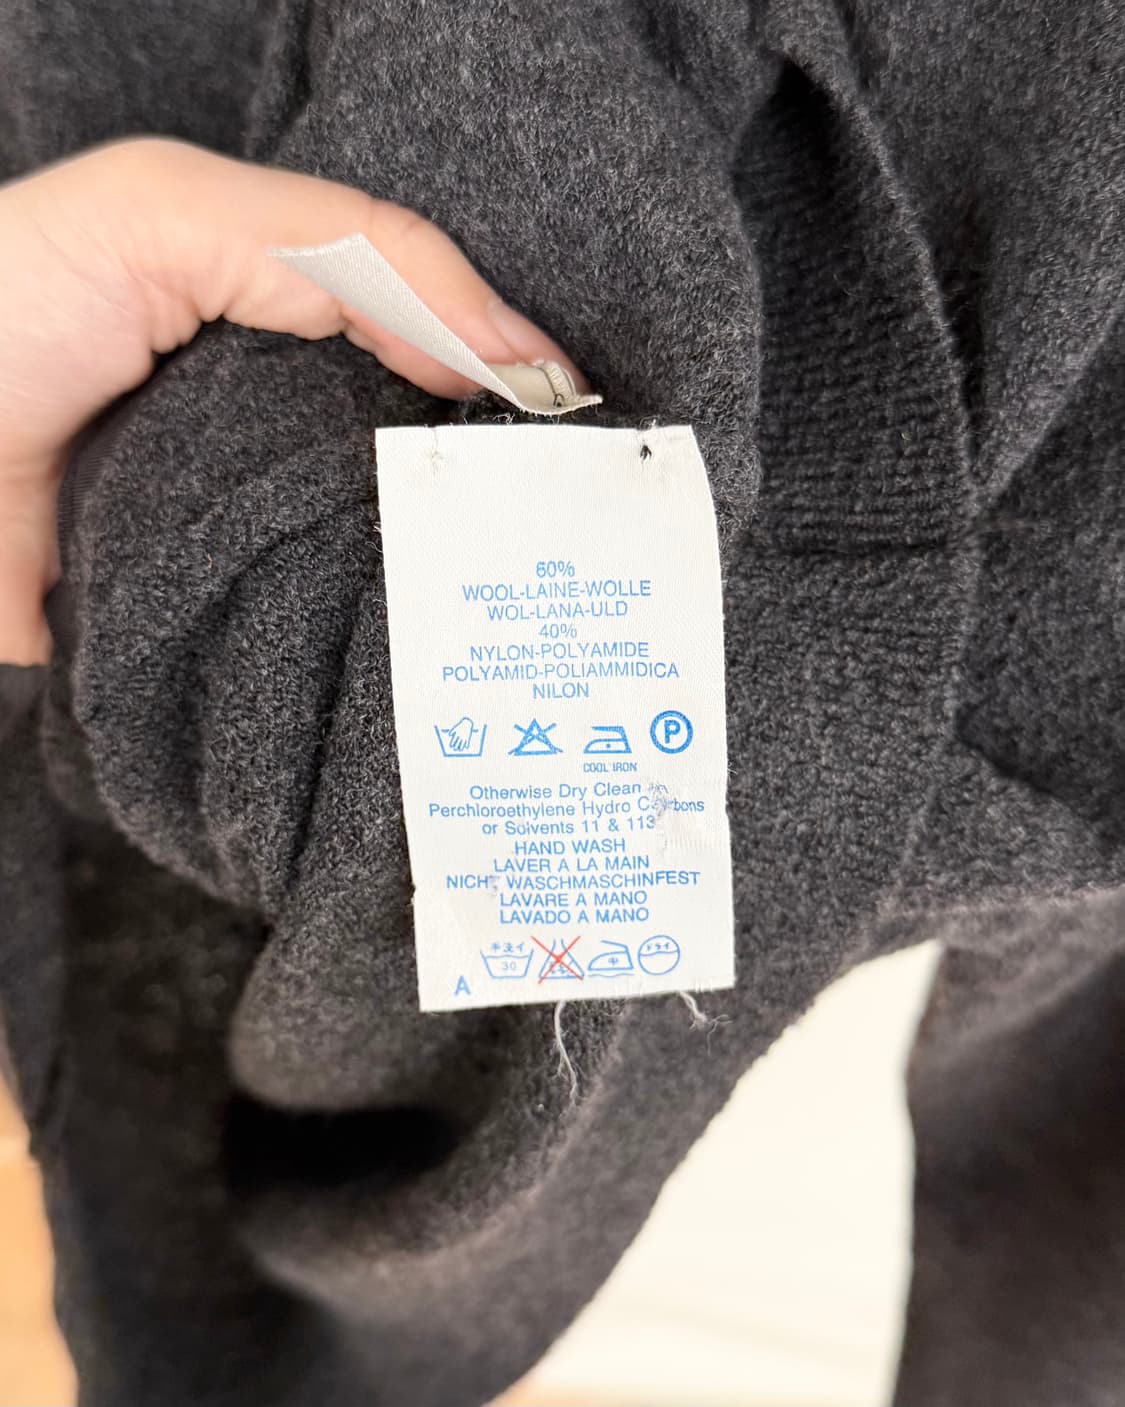 60%
WOOL-LAINE-WOLLE
WOL-LANA-ULD
40%
NYLON-POLYAMIDE
POLYAMID-POLIAMMIDICA
NILON
P
COOL IRON
Otherwise Dry Clean
Perchloroethylene Hydro
or Solvents 11 & 113
HAND WASH
LAVER A LA MAIN
NICHT WASCHMASCHINFEST
LAVARE A MANO
LAVADO A MANO
手洗イ
30
中
ドライ
A